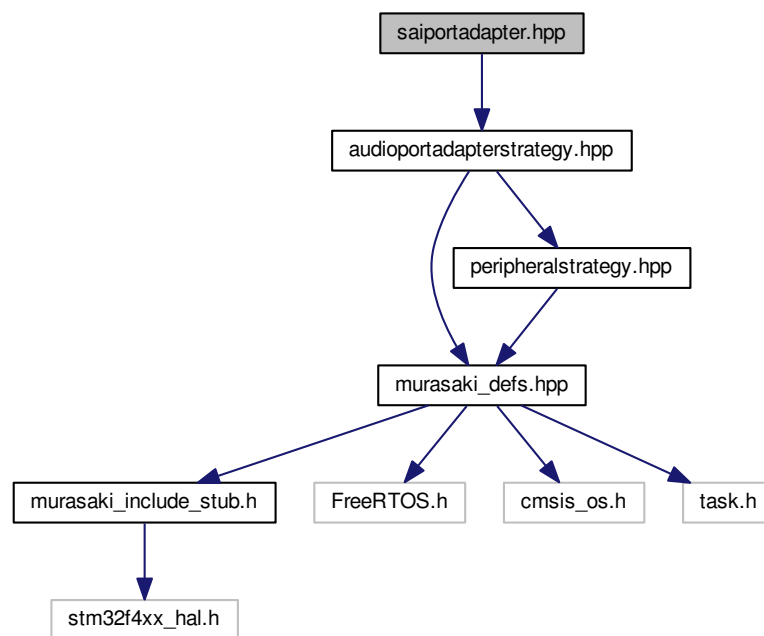 saiportadapter.hpp
audioportadapterstrategy.hpp
peripheralstrategy.hpp
murasaki_defs.hpp
murasaki_include_stub.h
FreeRTOS.h
cmsis_os.h
task.h
stm32f4xx_hal.h